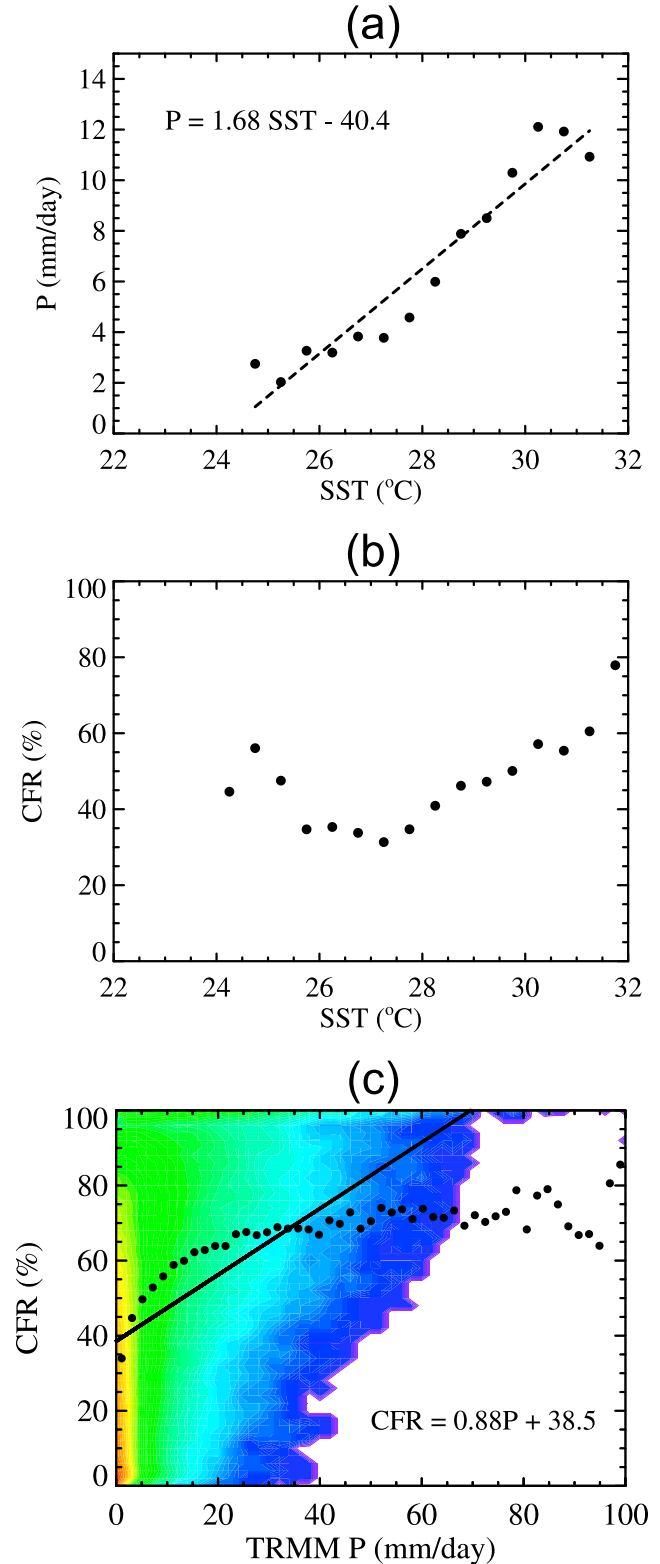 (a)
14
12
10
8
6
4
2
0
P (mm/day)
P = 1.68 SST - 40.4
22 24 26 28 30 32
SST (°C)
(b)
100
80
60
40
20
0
CFR (%)
22 24 26 28 30 32
SST (°C)
(c)
100
80
60
40
20
0
CFR (%)
CFR = 0.88P + 38.5
0 20 40 60 80 100
TRMM P (mm/day)